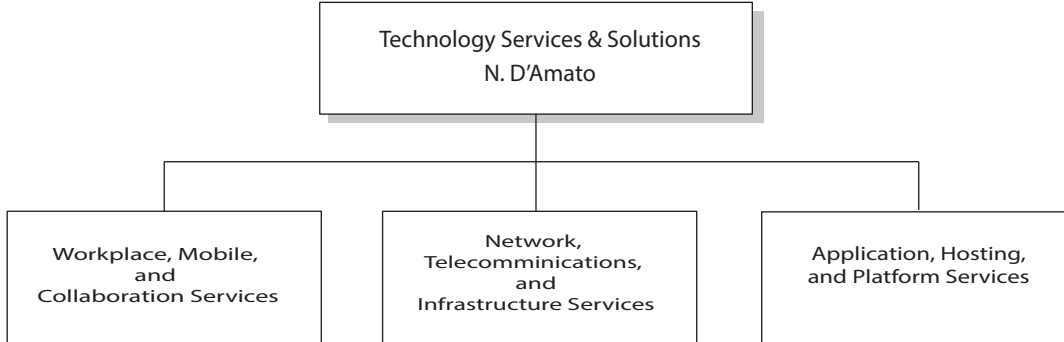 Technology Services & Solutions
N. D’Amato
Workplace, Mobile,
and
Collaboration Services
Network,
Telecomminications,
and
Infrastructure Services
Application, Hosting,
and Platform Services